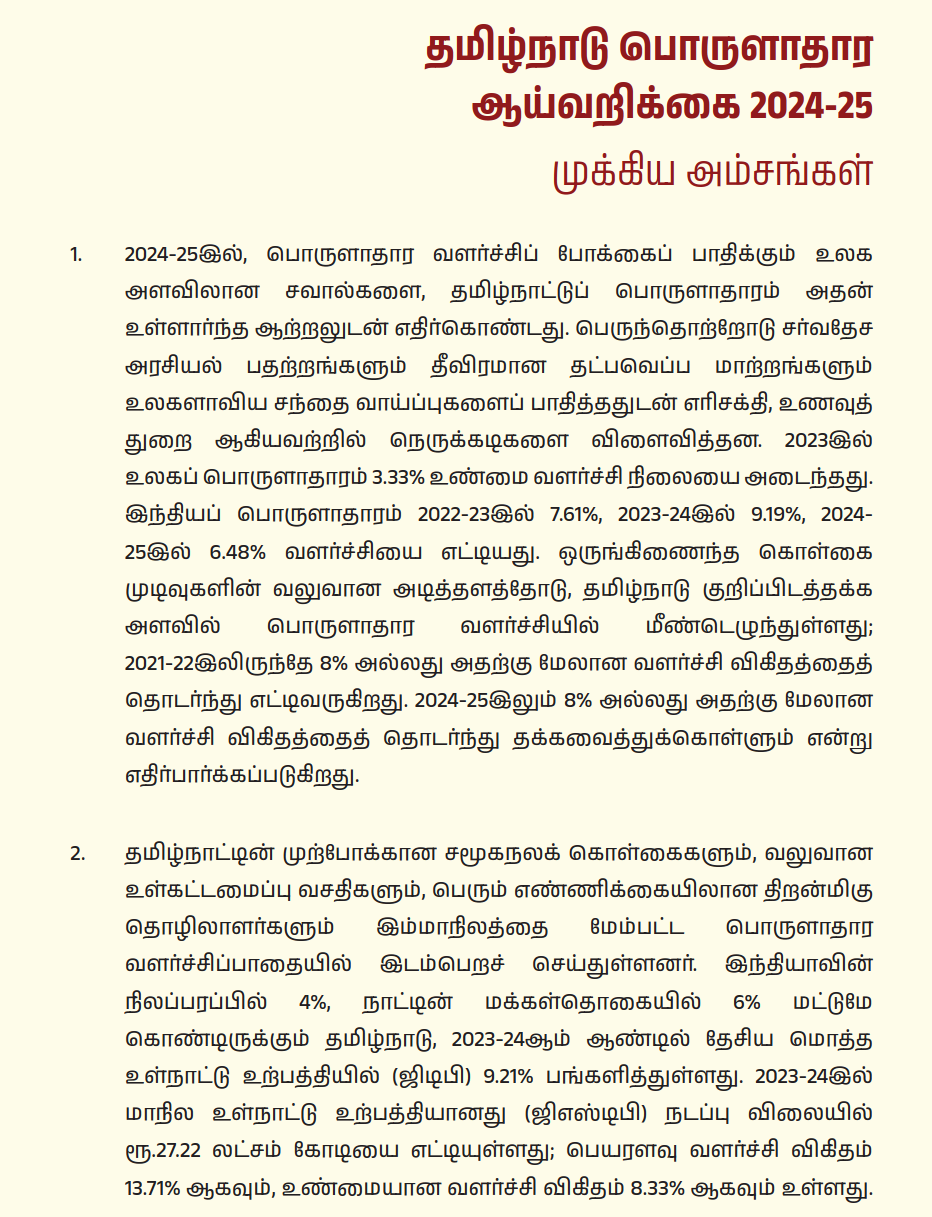 தமிழ்நாடு பொருளாதார
ஆய்வறிக்கை 2024-25
முக்கிய அம்சங்கள்
1. 2024-25இல், பொருளாதார வளர்ச்சிப் போக்கைப் பாதிக்கும் உலக
அளவிலான சவால்களை, தமிழ்நாட்டுப் பொருளாதாரம் அதன்
உள்ளார்ந்த ஆற்றலுடன் எதிர்கொண்டது. பெருந்தொற்றோடு சர்வதேச
அரசியல் பதற்றங்களும் தீவிரமான தட்பவெப்ப மாற்றங்களும்
உலகளாவிய சந்தை வாய்ப்புகளைப் பாதித்ததுடன் எரிசக்தி, உணவுத்
துறை ஆகியவற்றில் நெருக்கடிகளை விளைவித்தன. 2023இல்
உலகப் பொருளாதாரம் 3.33% உண்மை வளர்ச்சி நிலையை அடைந்தது.
இந்தியப் பொருளாதாரம் 2022-23இல் 7.61%, 2023-24இல் 9.19%, 2024-
25இல் 6.48% வளர்ச்சியை எட்டியது. ஒருங்கிணைந்த கொள்கை
முடிவுகளின் வலுவான அடித்தளத்தோடு, தமிழ்நாடு குறிப்பிடத்தக்க
அளவில் பொருளாதார வளர்ச்சியில் மீண்டெழுந்துள்ளது;
2021-22இலிருந்தே 8% அல்லது அதற்கு மேலான வளர்ச்சி விகிதத்தைத்
தொடர்ந்து எட்டிவருகிறது. 2024-25இலும் 8% அல்லது அதற்கு மேலான
வளர்ச்சி விகிதத்தைத் தொடர்ந்து தக்கவைத்துக்கொள்ளும் என்று
எதிர்பார்க்கப்படுகிறது.
2. தமிழ்நாட்டின் முற்போக்கான சமூகநலக் கொள்கைகளும், வலுவான
உள்கட்டமைப்பு வசதிகளும், பெரும் எண்ணிக்கையிலான திறன்மிகு
தொழிலாளர்களும் இம்மாநிலத்தை மேம்பட்ட பொருளாதார
வளர்ச்சிப்பாதையில் இடம்பெறச் செய்துள்ளனர். இந்தியாவின்
நிலப்பரப்பில் 4%, நாட்டின் மக்கள்தொகையில் 6% மட்டுமே
கொண்டிருக்கும் தமிழ்நாடு, 2023-24ஆம் ஆண்டில் தேசிய மொத்த
உள்நாட்டு உற்பத்தியில் (ஜிடிபி) 9.21% பங்களித்துள்ளது. 2023-24இல்
மாநில உள்நாட்டு உற்பத்தியானது (ஜிஎஸ்டிபி) நடப்பு விலையில்
ரூ.27.22 லட்சம் கோடியை எட்டியுள்ளது; பெயரளவு வளர்ச்சி விகிதம்
13.71% ஆகவும், உண்மையான வளர்ச்சி விகிதம் 8.33% ஆகவும் உள்ளது.